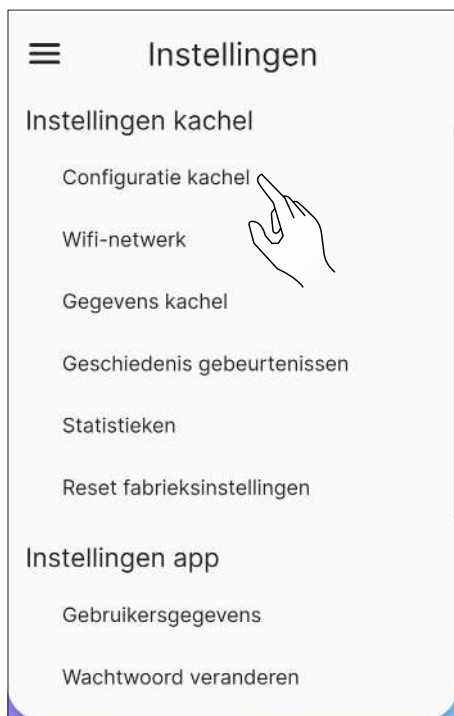 Instellingen
Instellingen kachel
Configuratie kachel
Wifi-netwerk
Gegevens kachel
Geschiedenis gebeurtenissen
Statistieken
Reset fabrieksinstellingen
Instellingen app
Gebruikersgegevens
Wachtwoord veranderen